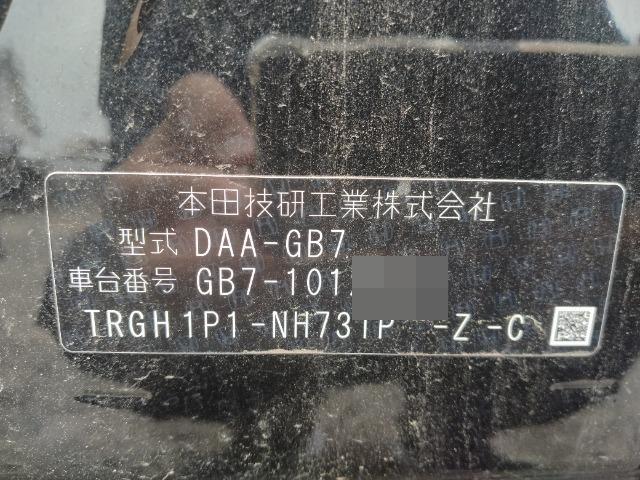 本田技研工業株式会社
型式 DAA-GB7
車台番号 GB7-101
TRGH1P1-NH731P -Z-C